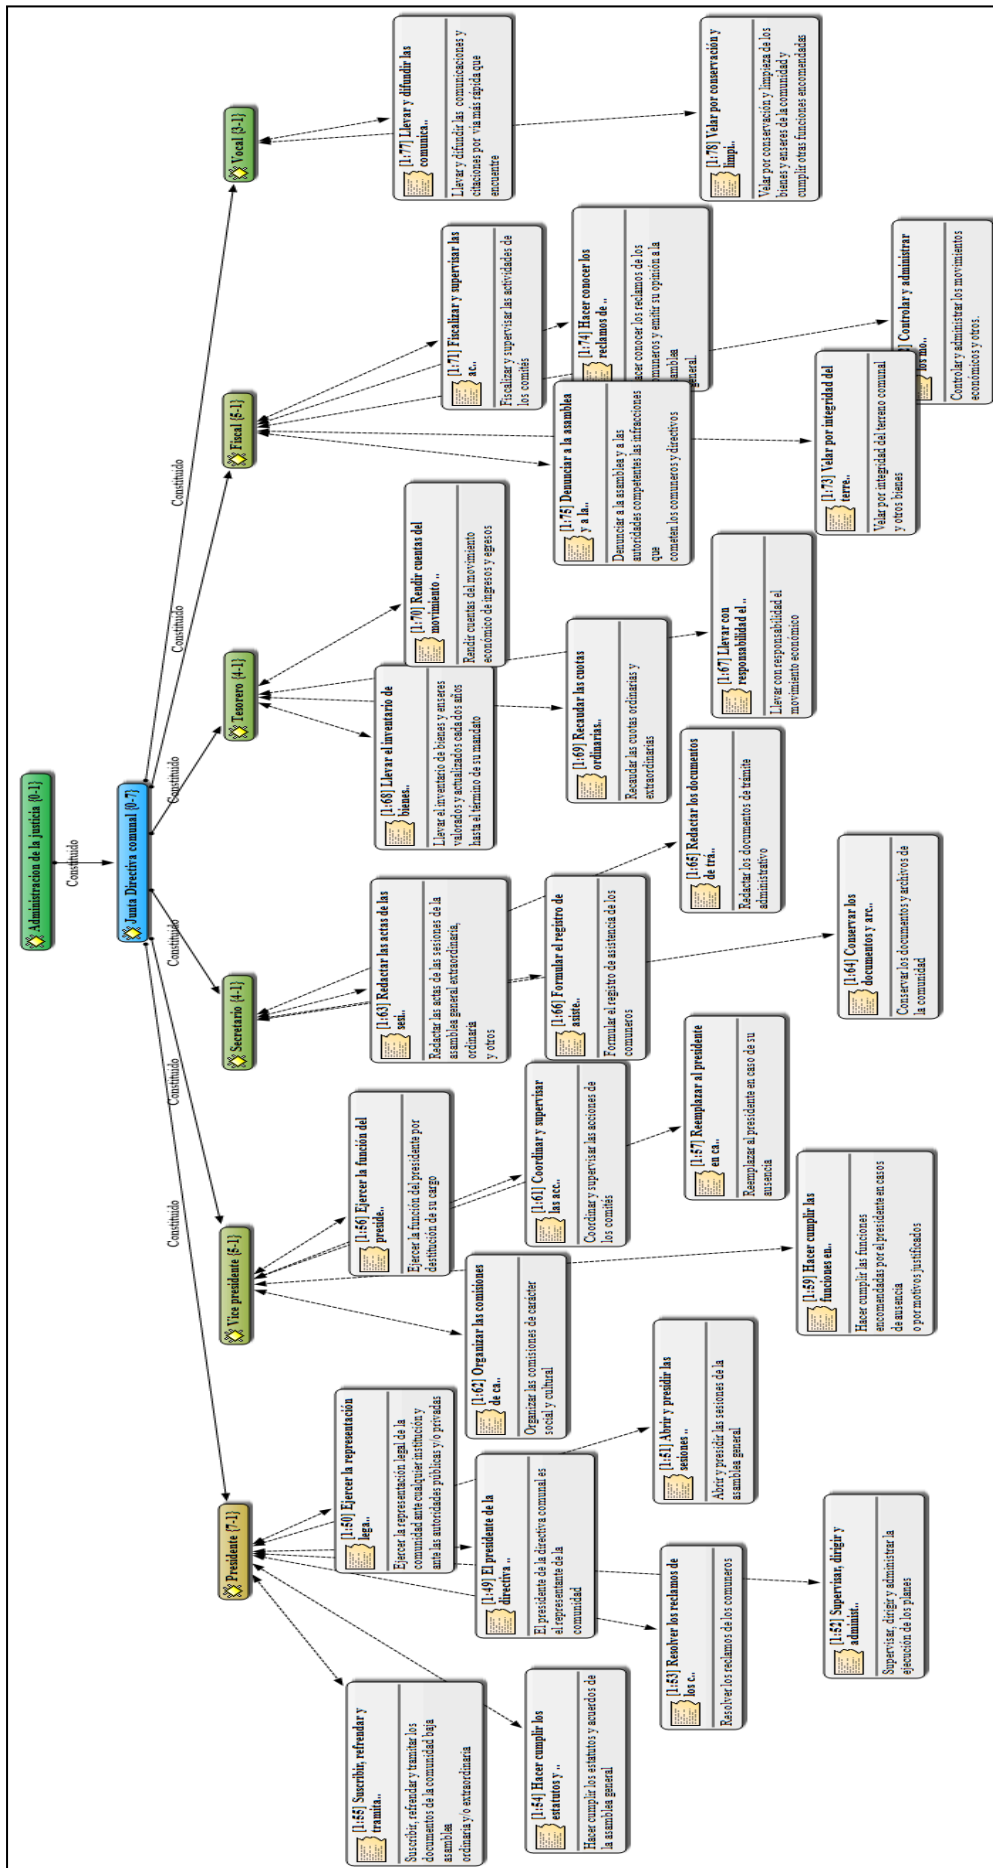 Administracion de la justicia {0-1}
Constituido
Junta Directiva comunal {0-7}
Constituido
Constituido
Constituido
Constituido
Constituido
Constituido
Presidente {7-1}
Vice presidente {5-1}
Secretario {4-1}
Tesorero {4-1}
Fiscal {5-1}
Vocal {3-1}
[1:55] Suscribir, refrendar y
tramita..
Suscribir, refrendar y tramitar los
documentos de la comunidad baja
asamblea
ordinaria y/o extraordinaria
[1:54] Hacer cumplir los
estatutos y ..
Hacer cumplir los estatutos y acuerdos de
la asamblea general
[1:50] Ejercer la representación
lega..
Ejercer la representación legal de la
comunidad ante cualquier institución y
ante las autoridades públicas y/o privadas
[1:49] El presidente de la
directiva ..
El presidente de la directiva comunal es
el representante de la
comunidad
[1:53] Resolver los reclamos de
los c..
Resolver los reclamos de los comuneros
[1:51] Abrir y presidir las
sesiones ..
Abrir y presidir las sesiones de la
asamblea general
[1:52] Supervisar, dirigir y
administ..
Supervisar, dirigir y administrar la
ejecución de los planes
[1:62] Organizar las comisiones
de ca..
Organizar las comisiones de carácter
social y cultural
[1:56] Ejercer la función del
preside..
Ejercer la función del presidente por
destitución de su cargo
[1:61] Coordinar y supervisar
las acc..
Coordinar y supervisar las acciones de
los comités
[1:57] Reemplazar al presidente
en ca..
Reemplazar al presidente en caso de su
ausencia
[1:59] Hacer cumplir las
funciones en..
Hacer cumplir las funciones
encomendadas por el presidente en casos
de ausencia
o por motivos justificados
[1:63] Redactar las actas de las
sesi..
Redactar las actas de las sesiones de la
asamblea general extraordinaria,
ordinaria
y otros
[1:66] Formular el registro de
asiste..
Formular el registro de asistencia de los
comuneros
[1:65] Redactar los documentos
de trá..
Redactar los documentos de trámite
administrativo
[1:64] Conservar los
documentos y arc..
Conservar los documentos y archivos de
la comunidad
[1:68] Llevar el inventario de
bienes..
Llevar el inventario de bienes y enseres
valorados y actualizados cada dos años
hasta el término de su mandato
[1:70] Rendir cuentas del
movimiento ..
Rendir cuentas del movimiento
económico de ingresos y egresos
[1:69] Recaudar las cuotas
ordinarias..
Recaudar las cuotas ordinarias y
extraordinarias
[1:67] Llevar con
responsabilidad el ..
Llevar con responsabilidad el
movimiento económico
[1:71] Fiscalizar y supervisar las
ac..
Fiscalizar y supervisar las actividades de
los comités
[1:75] Denunciar a la asamblea
y a la..
Denunciar a la asamblea y a las
autoridades competentes las infracciones
que
cometen los comuneros y directivos
[1:74] Hacer conocer los
reclamos de ..
acer conocer los reclamos de los
omuneros y emitir su opinión a la
amblea
general
[1:73] Velar por integridad del
terre..
Velar por integridad del terreno comunal
y otros bienes
Controlar y administrar
los mo..
Controlar y administrar los movimientos
económicos y otros.
[1:77] Llevar y difundir las
comunica..
Llevar y difundir las comunicaciones y
citaciones por vía más rápida que
encuentre
[1:78] Velar por conservación y
limpi..
Velar por conservación y limpieza de los
bienes y enseres de la comunidad y
cumplir otras funciones encomendadas